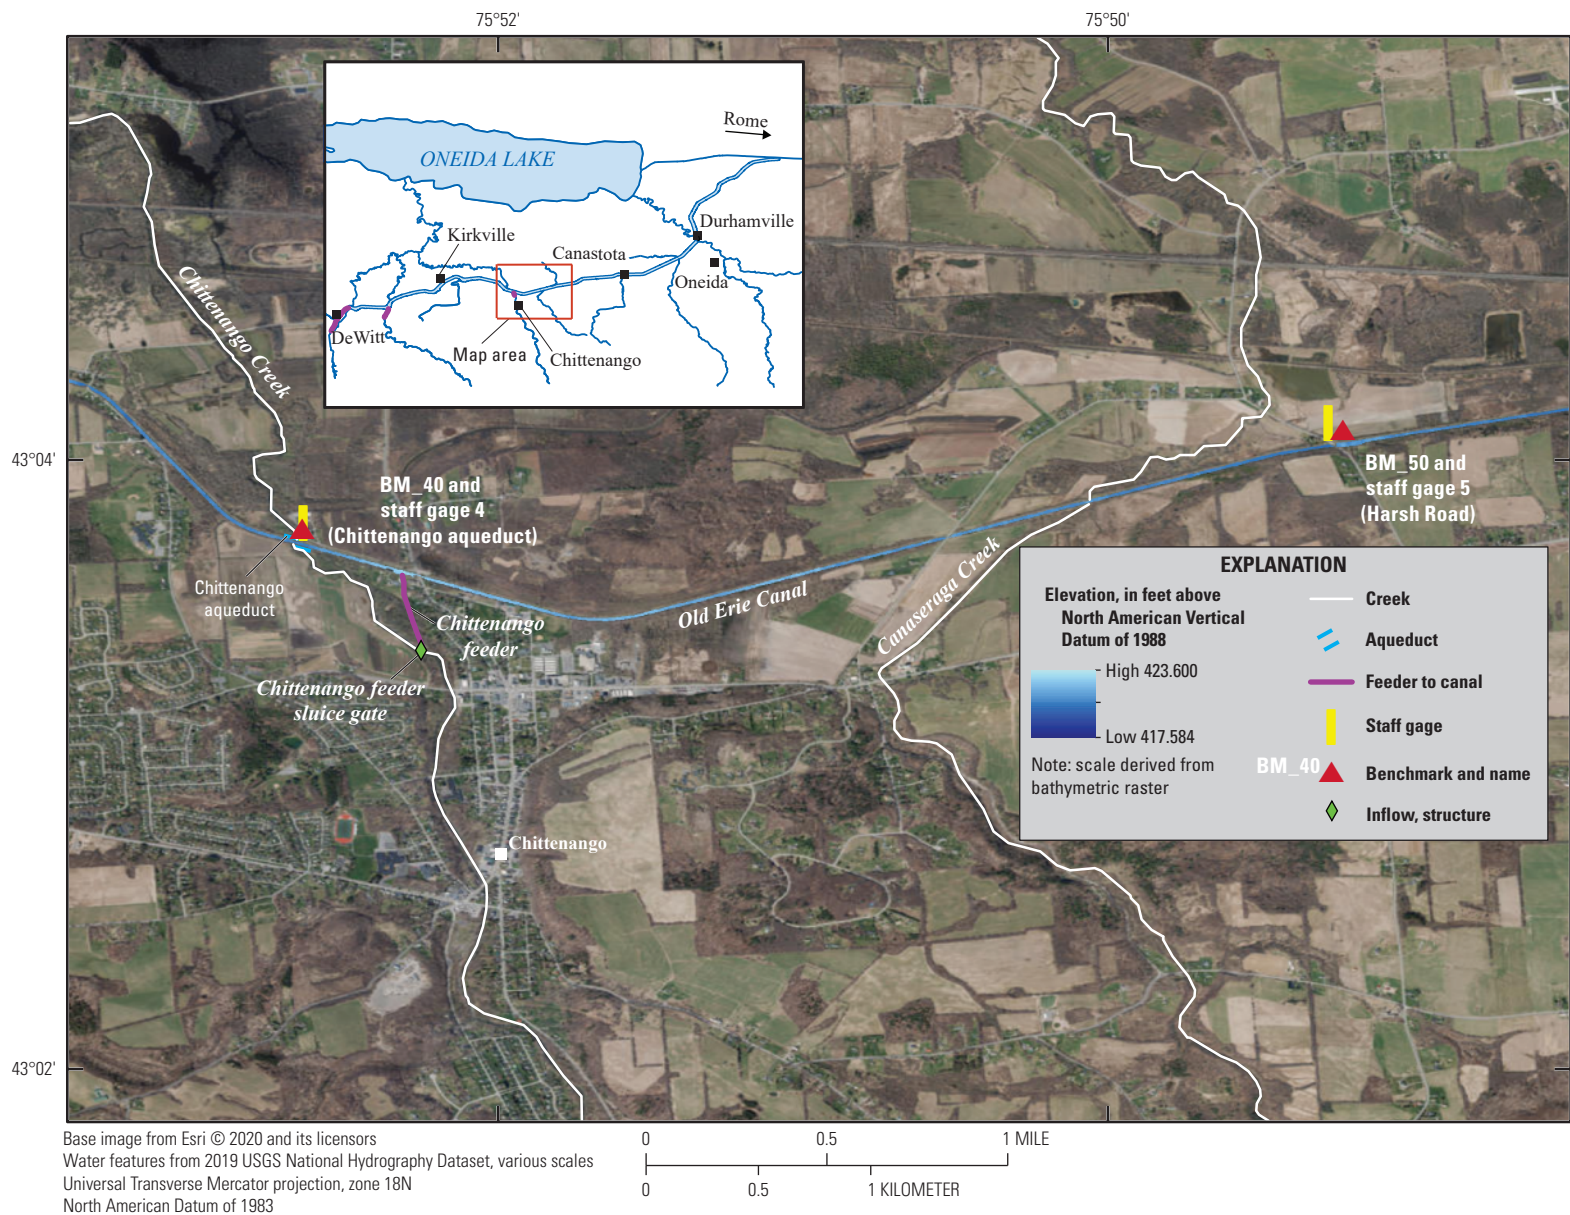 75°52'
75°50'
Rome
ONEIDA LAKE
Durhamville
Kirkville
Canastota
Oneida
DeWitt
Map area
Chittenango
Chittenango Creek
43°04'
BM_40 and
staff gage 4
(Chittenango aqueduct)
BM_50 and
staff gage 5
(Harsh Road)
Chittenango
aqueduct
Chittenango
feeder
Old Erie Canal
Canaseraga Creek
Chittenango feeder
sluice gate
Chittenango
EXPLANATION
Elevation, in feet above
North American Vertical
Datum of 1988
High 423.600
Low 417.584
Note: scale derived from
bathymetric raster
Creek
Aqueduct
Feeder to canal
Staff gage
BM_40 Benchmark and name
Inflow, structure
43°02'
Base image from Esri © 2020 and its licensors
Water features from 2019 USGS National Hydrography Dataset, various scales
Universal Transverse Mercator projection, zone 18N
North American Datum of 1983
0 0.5 1 MILE
0 0.5 1 KILOMETER